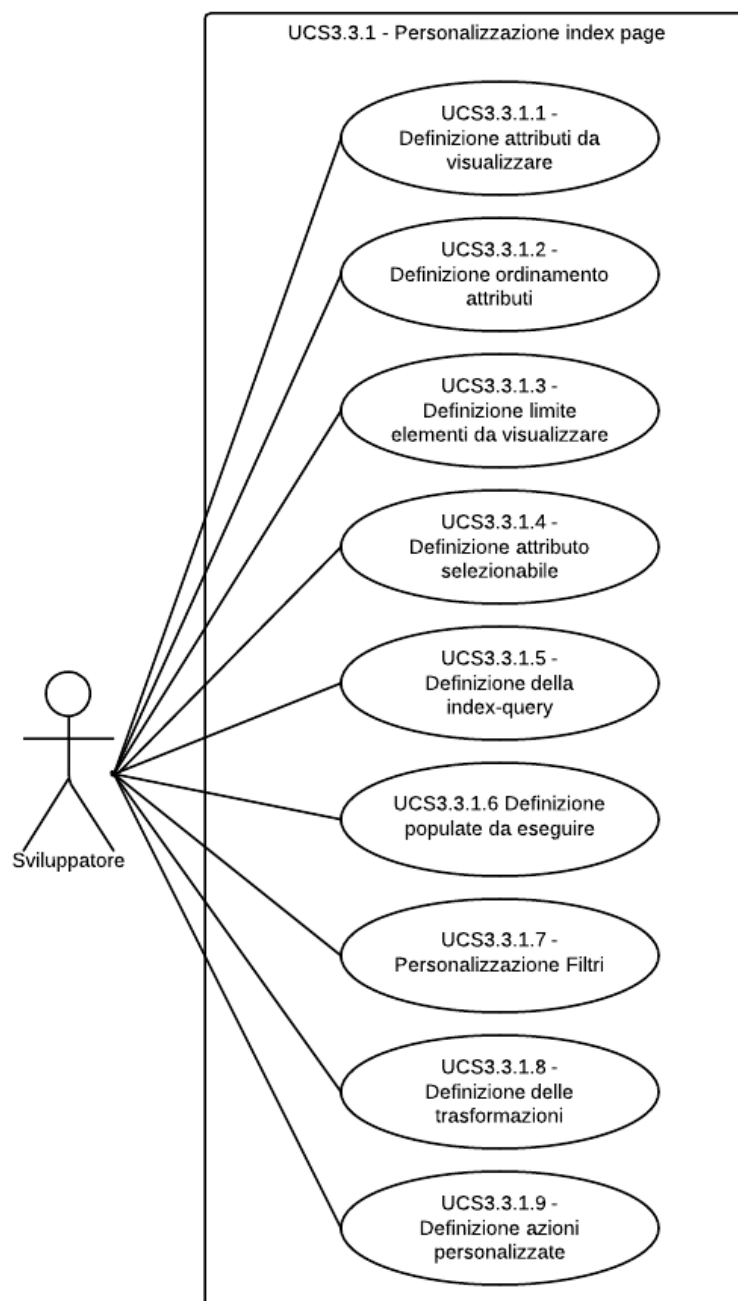 UCS3.3.1 - Personalizzazione index page
UCS3.3.1.1 -
Definizione attributi da
visualizzare
UCS3.3.1.2 -
Definizione ordinamento
attributi
UCS3.3.1.3 -
Definizione limite
elementi da visualizzare
UCS3.3.1.4 -
Definizione attributo
selezionabile
UCS3.3.1.5 -
Definizione della
index-query
UCS3.3.1.6 Definizione
populate da eseguire
Sviluppatore
UCS3.3.1.7 -
Personalizzazione Filtri
UCS3.3.1.8 -
Definizione delle
trasformazioni
UCS3.3.1.9 -
Definizione azioni
personalizzate